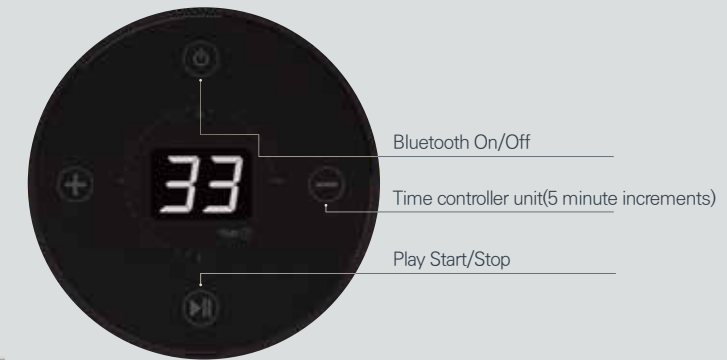 33
Bluetooth On/Off
Time controller unit(5 minute increments)
Play Start/Stop